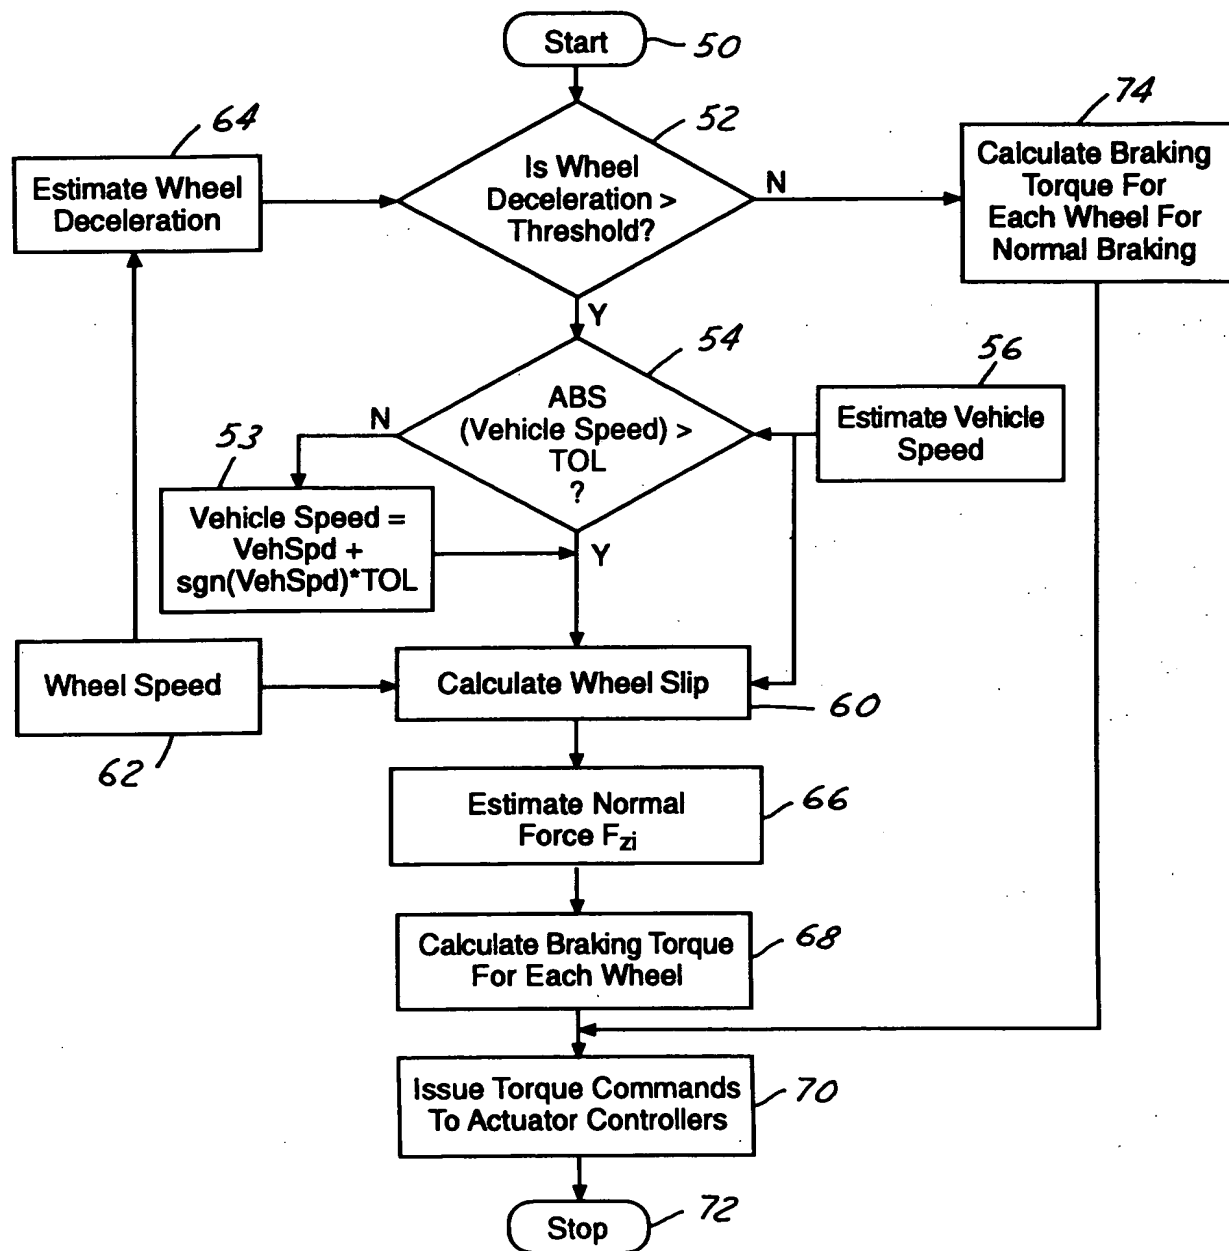 Start
50
64
52
74
Estimate Wheel
Deceleration
Is Wheel
Deceleration >
Threshold?
N
Calculate Braking
Torque For
Each Wheel For
Normal Braking
Y
54
56
53
N
ABS
(Vehicle Speed) >
TOL
?
Estimate Vehicle
Speed
Vehicle Speed =
VehSpd +
sgn(VehSpd)*TOL
Y
Wheel Speed
62
Calculate Wheel Slip
60
Estimate Normal
Force Fzi
66
Calculate Braking Torque
For Each Wheel
68
Issue Torque Commands
To Actuator Controllers
70
Stop
72